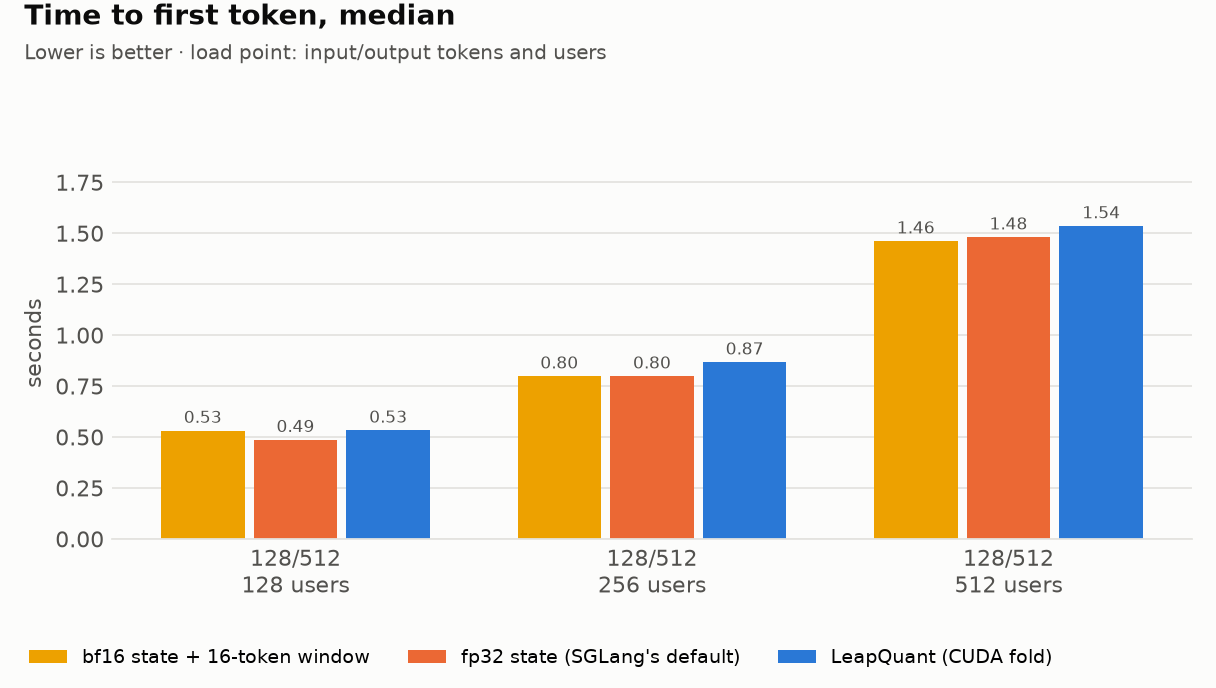 Time to first token, median
Lower is better · load point: input/output tokens and users
seconds
1.75
1.50
1.25
1.00
0.75
0.50
0.25
0.00
0.53
0.49
0.53
0.80
0.80
0.87
1.46
1.48
1.54
128/512
128 users
128/512
256 users
128/512
512 users
bf16 state + 16-token window
fp32 state (SGLang's default)
LeapQuant (CUDA fold)